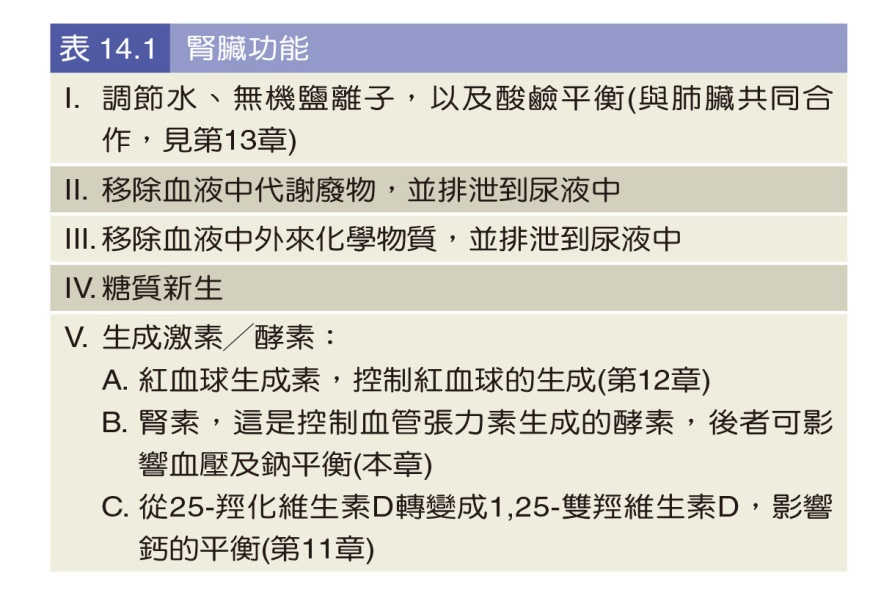 表 14.1 腎臟功能
I. 調節水、無機鹽離子，以及酸鹼平衡(與肺臟共同合
作，見第13章)
II. 移除血液中代謝廢物，並排泄到尿液中
III. 移除血液中外來化學物質，並排泄到尿液中
IV. 糖質新生
V. 生成激素／酵素：
A. 紅血球生成素，控制紅血球的生成(第12章)
B. 腎素，這是控制血管張力素生成的酵素，後者可影
響血壓及鈉平衡(本章)
C. 從25-羥化維生素D轉變成1,25-雙羥維生素D，影響
鈣的平衡(第11章)